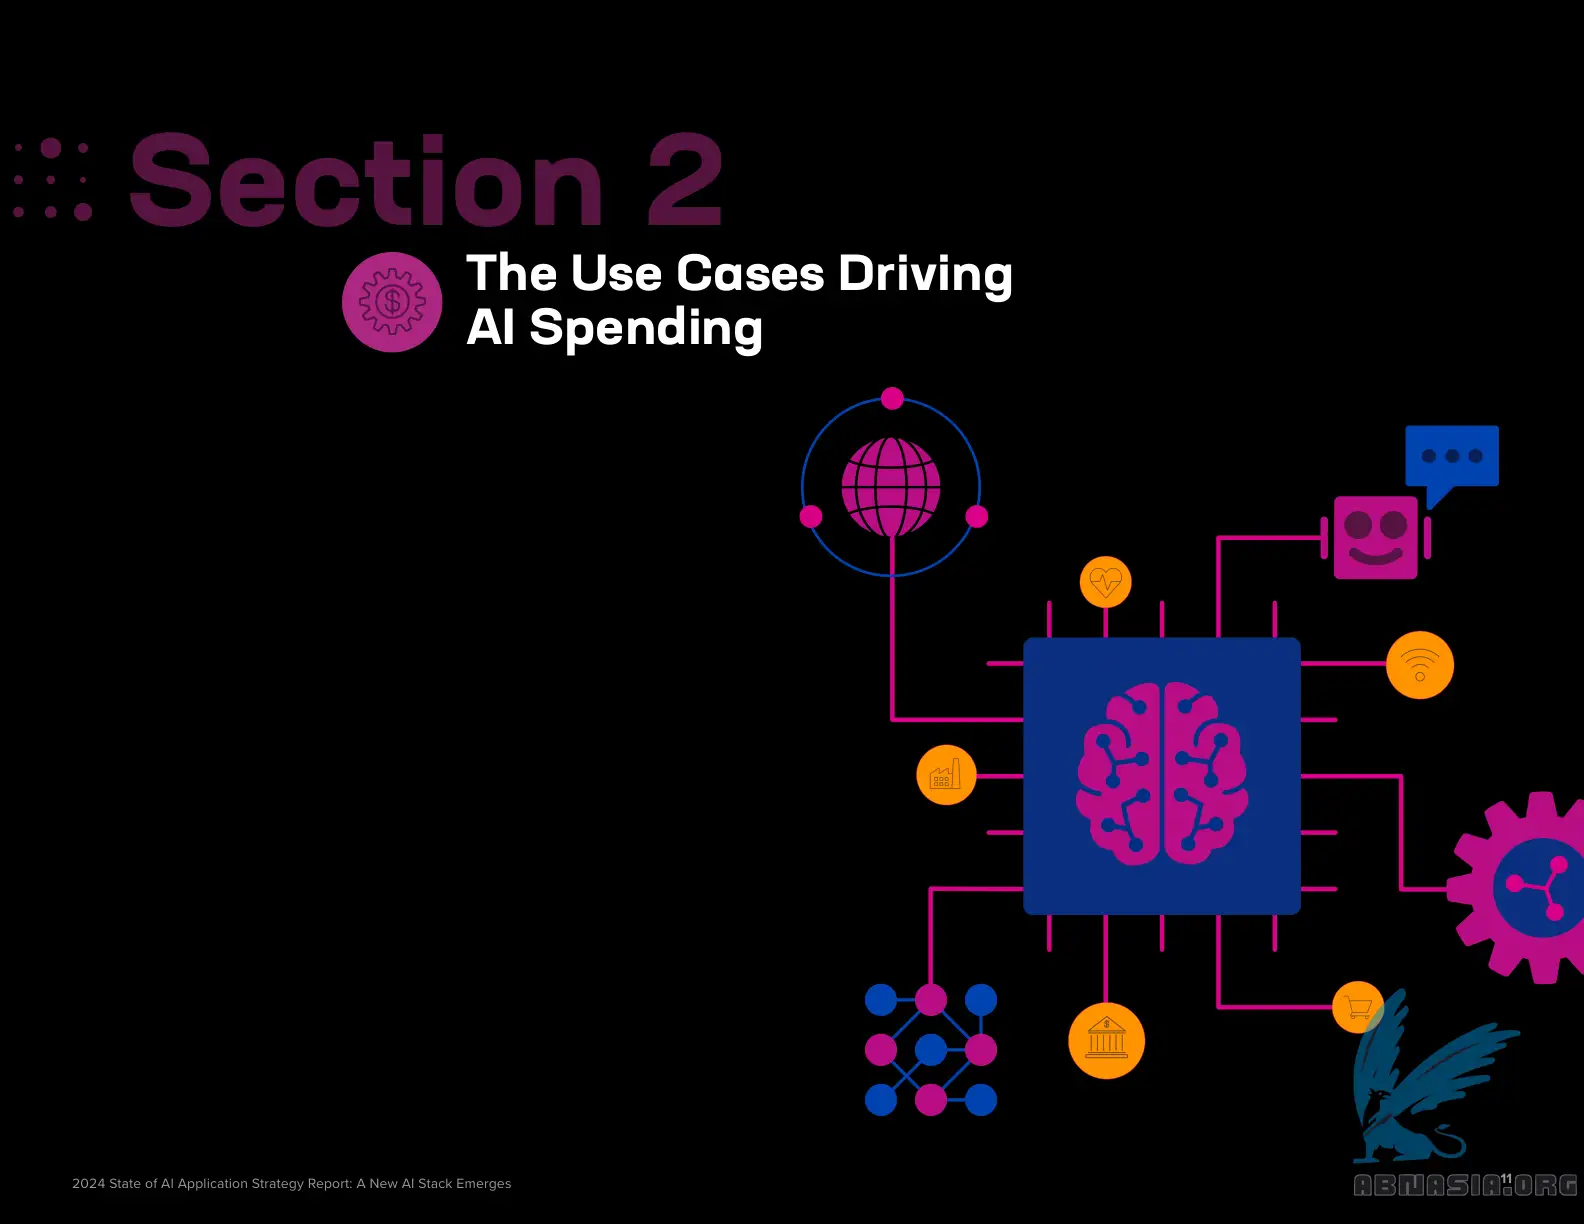 Section 2
The Use Cases Driving
AI Spending
$
$
2024 State of AI Application Strategy Report: A New AI Stack Emerges
11
ABNASIA.ORG